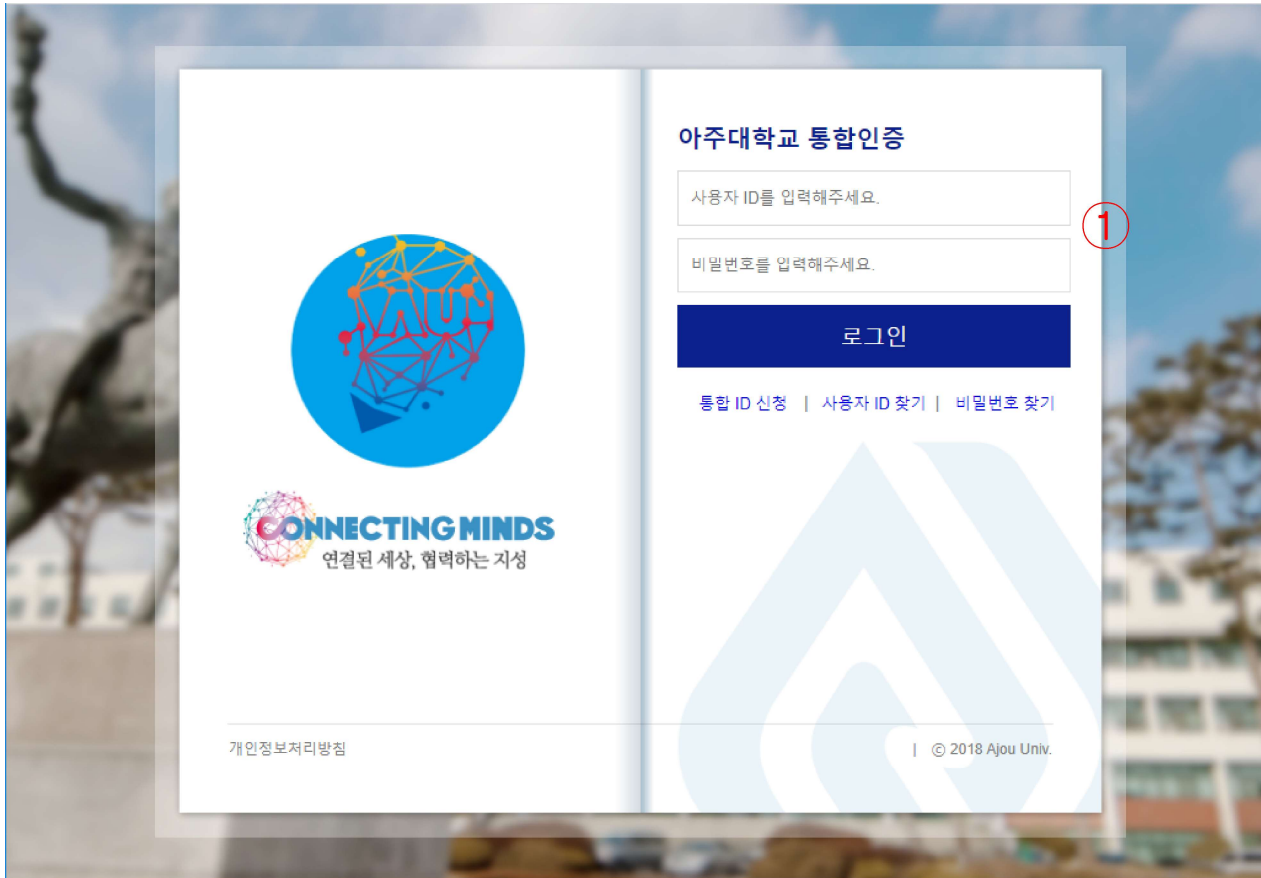 AU
CONNECTING MINDS
연결된 세상, 협력하는 지성
아주대학교 통합인증
사용자 ID를 입력해주세요.
비밀번호를 입력해주세요.
①
로그인
통합 ID 신청 | 사용자 ID 찾기 | 비밀번호 찾기
개인정보처리방침
| © 2018 Ajou Univ.